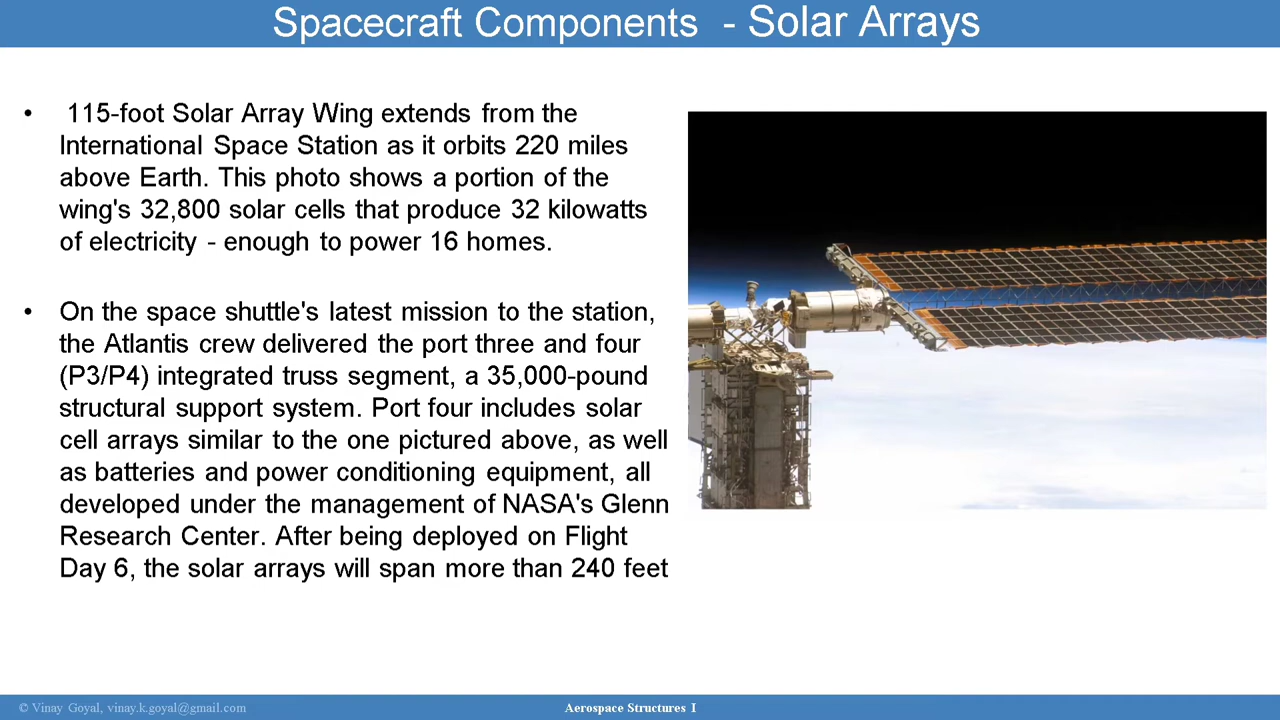 Spacecraft Components - Solar Arrays
• 115-foot Solar Array Wing extends from the
International Space Station as it orbits 220 miles
above Earth. This photo shows a portion of the
wing's 32,800 solar cells that produce 32 kilowatts
of electricity - enough to power 16 homes.
• On the space shuttle's latest mission to the station,
the Atlantis crew delivered the port three and four
(P3/P4) integrated truss segment, a 35,000-pound
structural support system. Port four includes solar
cell arrays similar to the one pictured above, as well
as batteries and power conditioning equipment, all
developed under the management of NASA's Glenn
Research Center. After being deployed on Flight
Day 6, the solar arrays will span more than 240 feet
© Vinay Goyal, vinay.k.goyal@gmail.com
Aerospace Structures I